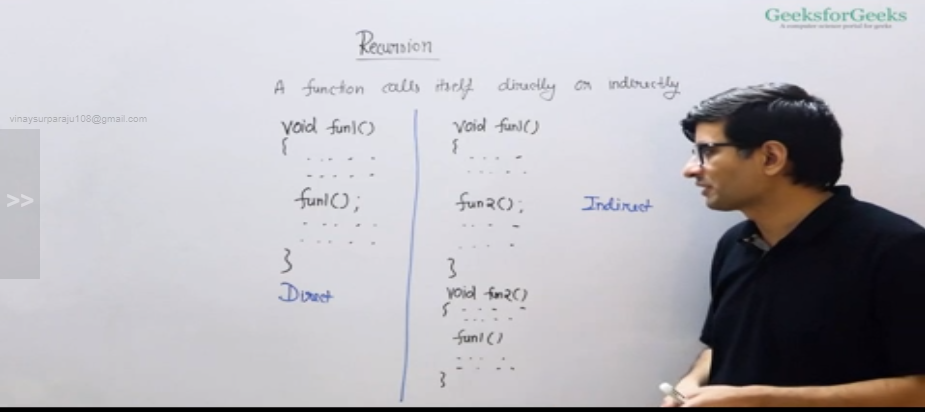 GeeksforGeeks
A computer science portal for geeks
Recursion
A function calls itself directly or indirectly
vinaysurparaju108@gmail.com
>>
void fun1()
{
. . . . .
- - . - -
fun1();
. . . . -
. . . . .
}
Direct
void fun1()
{
. . . . -
. . . . .
fun2();
. . . -
. . . -
}
void fun2()
{ - - - - -
. . . . .
fun1()
- - . -
- - - -
}
Indirect